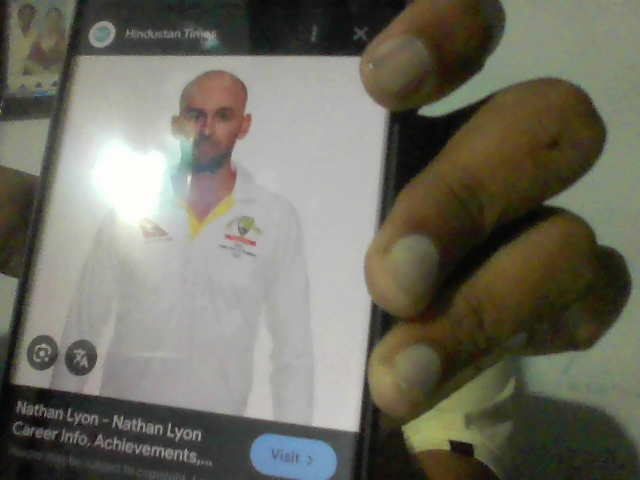 Hindustan Times
Nathan Lyon - Nathan Lyon
Career Info, Achievements,...
Visit >